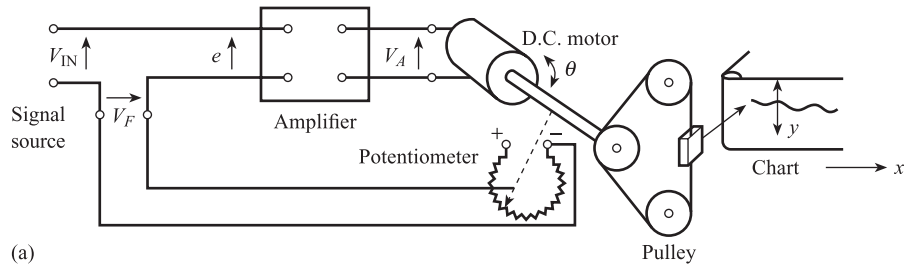 V_IN
e
V_A
D.C. motor
θ
Signal
source
V_F
Amplifier
Potentiometer
+
−
y
Chart
x
Pulley
(a)